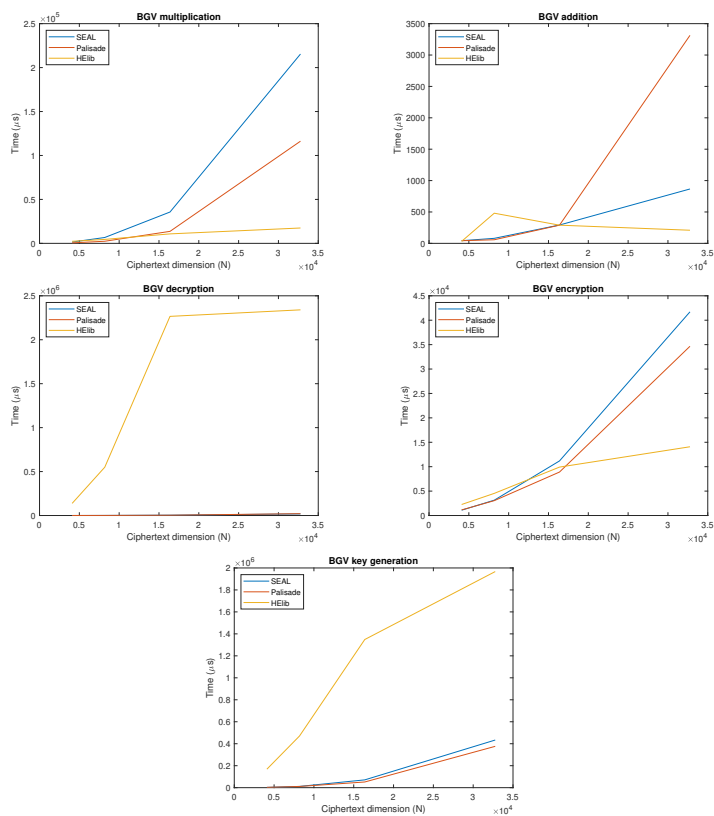 BGV multiplication
×10^5
2.5
2
1.5
1
0.5
0
Time (μs)
SEAL
Palisade
HElib
0 0.5 1 1.5 2 2.5 3 3.5
Ciphertext dimension (N)
×10^4
BGV addition
3500
3000
2500
2000
1500
1000
500
0
Time (μs)
SEAL
Palisade
HElib
0 0.5 1 1.5 2 2.5 3 3.5
Ciphertext dimension (N)
×10^4
BGV decryption
×10^6
2.5
2
1.5
1
0.5
0
Time (μs)
SEAL
Palisade
HElib
0 0.5 1 1.5 2 2.5 3 3.5
Ciphertext dimension (N)
×10^4
BGV encryption
×10^4
4.5
4
3.5
3
2.5
2
1.5
1
0.5
0
Time (μs)
SEAL
Palisade
HElib
0 0.5 1 1.5 2 2.5 3 3.5
Ciphertext dimension (N)
×10^4
BGV key generation
×10^6
2
1.8
1.6
1.4
1.2
1
0.8
0.6
0.4
0.2
0
Time (μs)
SEAL
Palisade
HElib
0 0.5 1 1.5 2 2.5 3 3.5
Ciphertext dimension (N)
×10^4